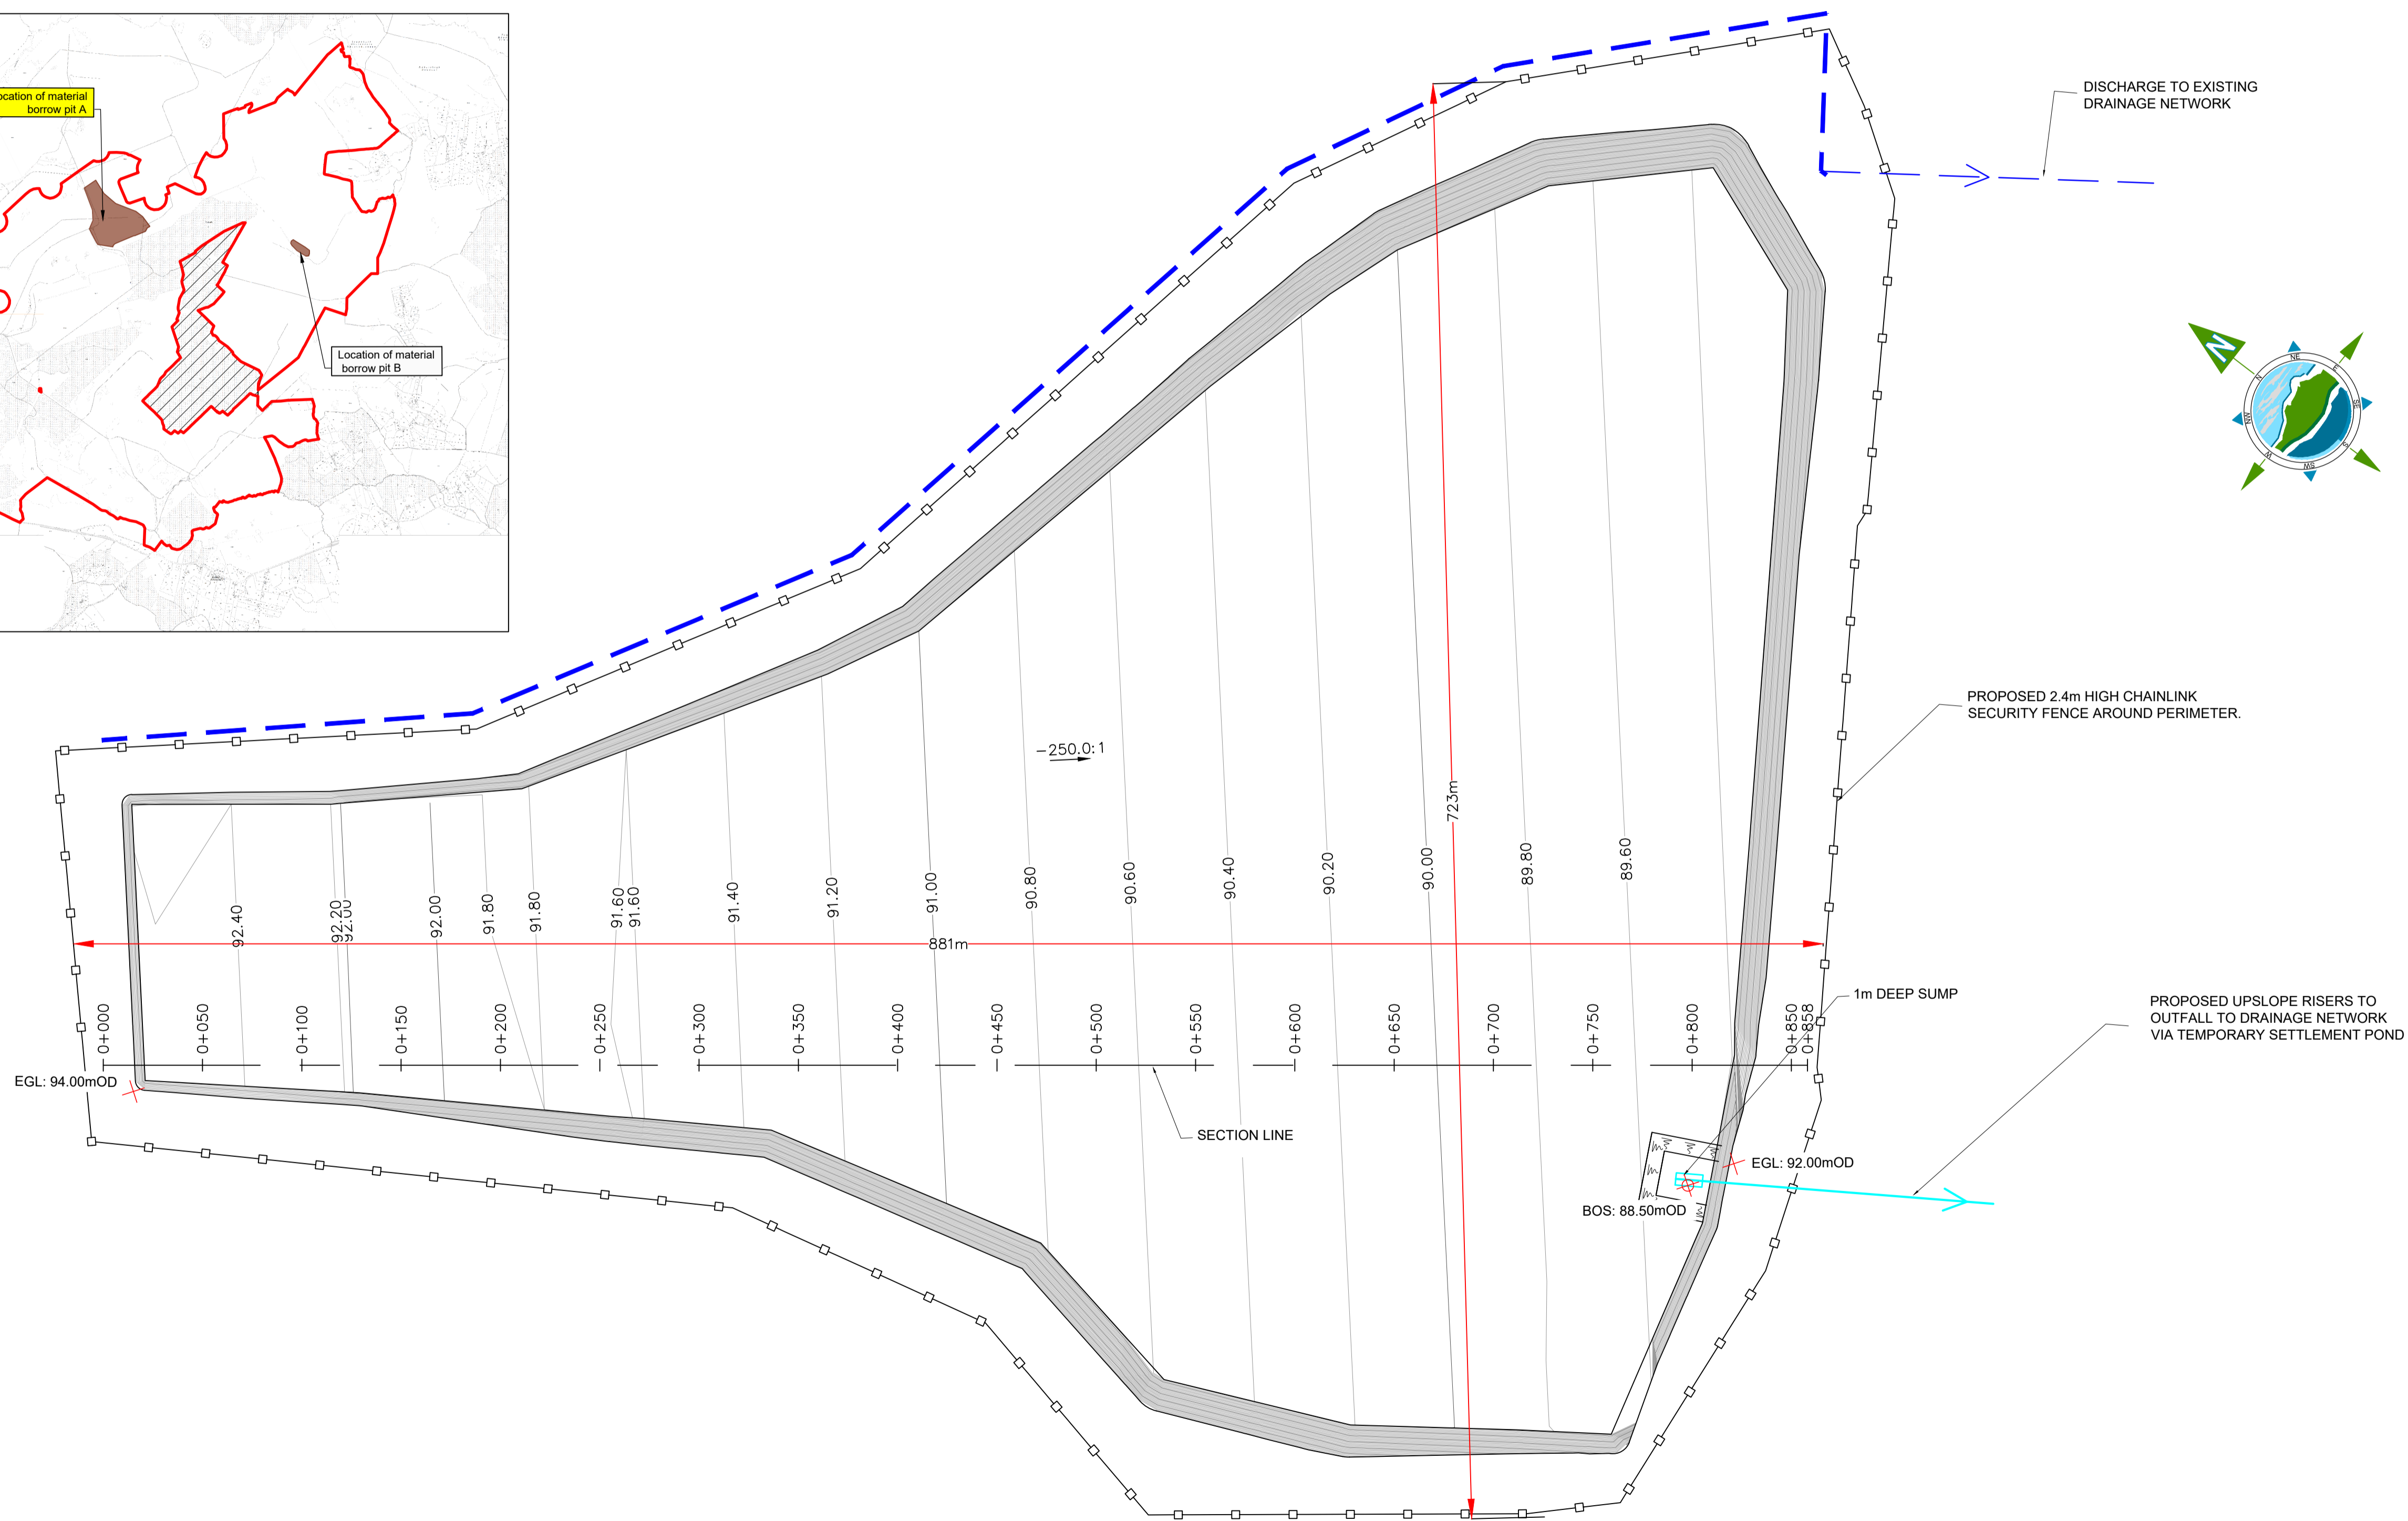 ocation of material
borrow pit A
Location of material
borrow pit B
DISCHARGE TO EXISTING
DRAINAGE NETWORK
N
NE
E
SE
S
SW
W
NW
N
PROPOSED 2.4m HIGH CHAINLINK
SECURITY FENCE AROUND PERIMETER.
-250.0:1
723m
92.40
92.20
92.00
92.00
91.80
91.80
91.60
91.60
91.40
91.20
91.00
90.80
90.60
90.40
90.20
90.00
89.80
89.60
881m
1m DEEP SUMP
PROPOSED UPSLOPE RISERS TO
OUTFALL TO DRAINAGE NETWORK
VIA TEMPORARY SETTLEMENT POND
0+000
0+050
0+100
0+150
0+200
0+250
0+300
0+350
0+400
0+450
0+500
0+550
0+600
0+650
0+700
0+750
0+800
0+850
0+858
EGL: 94.00mOD
SECTION LINE
EGL: 92.00mOD
BOS: 88.50mOD